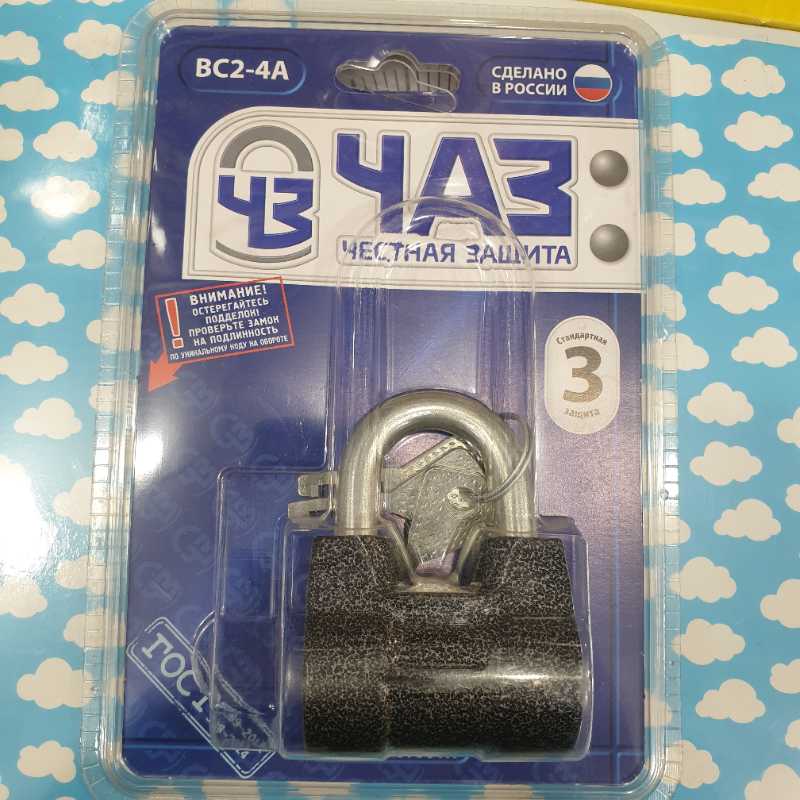 ВС2-4А
СДЕЛАНО
В РОССИИ
ЧЗ
ЧАЗ
ЧЕСТНАЯ ЗАЩИТА
ВНИМАНИЕ!
ОСТЕРЕГАЙТЕСЬ
ПОДДЕЛОК!
ПРОВЕРЬТЕ ЗАМОК
НА ПОДЛИННОСТЬ
ПО УНИКАЛЬНОМУ КОДУ НА ОБОРОТЕ
Стандартная
3
защита
ГОСТ